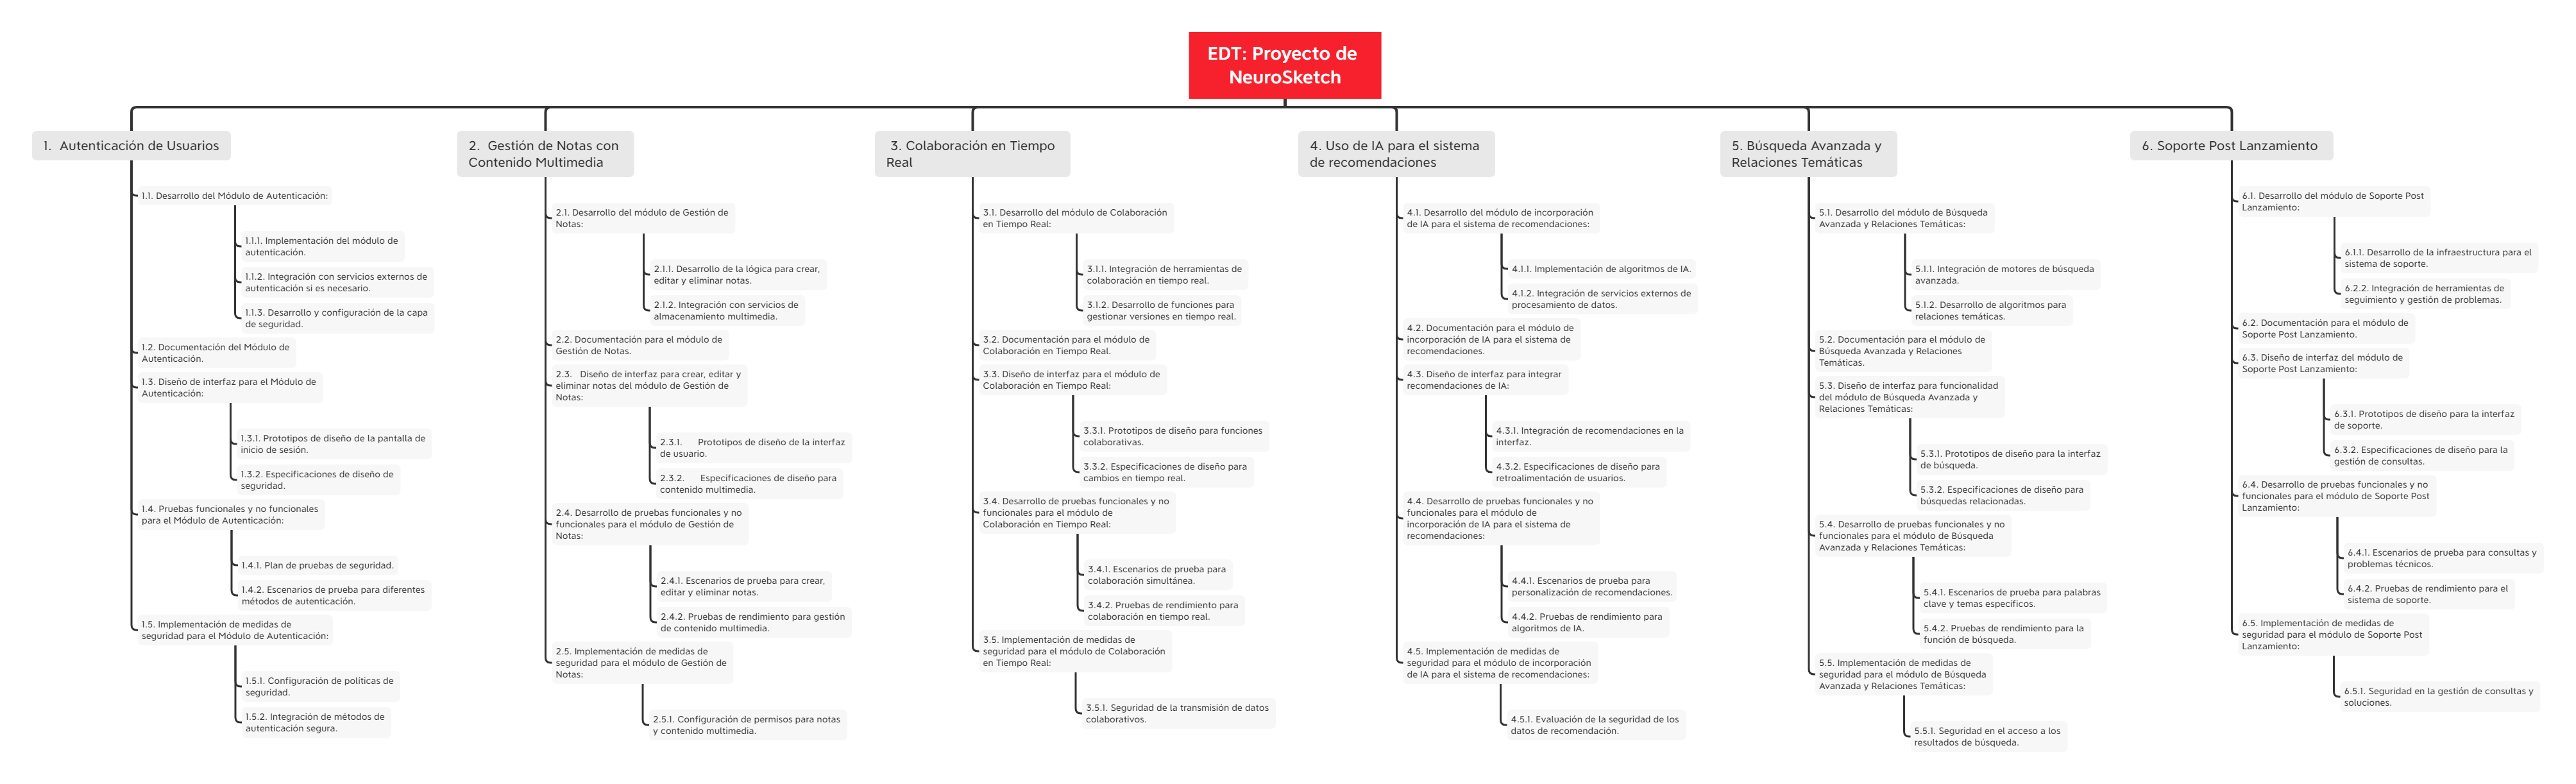 EDT: Proyecto de
NeuroSketch
1. Autenticación de Usuarios
1.1. Desarrollo del Módulo de Autenticación:
1.1.1. Implementación del módulo de
autenticación.
1.1.2. Integración con servicios externos de
autenticación si es necesario.
1.1.3. Desarrollo y configuración de la capa
de seguridad.
1.2. Documentación del Módulo de
Autenticación.
1.3. Diseño de interfaz para el Módulo de
Autenticación:
1.3.1. Prototipos de diseño de la pantalla de
inicio de sesión.
1.3.2. Especificaciones de diseño de
seguridad.
1.4. Pruebas funcionales y no funcionales
para el Módulo de Autenticación:
1.4.1. Plan de pruebas de seguridad.
1.4.2. Escenarios de prueba para diferentes
métodos de autenticación.
1.5. Implementación de medidas de
seguridad para el Módulo de Autenticación:
1.5.1. Configuración de políticas de
seguridad.
1.5.2. Integración de métodos de
autenticación segura.
2. Gestión de Notas con
Contenido Multimedia
2.1. Desarrollo del módulo de Gestión de
Notas:
2.1.1. Desarrollo de la lógica para crear,
editar y eliminar notas.
2.1.2. Integración con servicios de
almacenamiento multimedia.
2.2. Documentación para el módulo de
Gestión de Notas.
2.3. Diseño de interfaz para crear, editar y
eliminar notas del módulo de Gestión de
Notas:
2.3.1. Prototipos de diseño de la interfaz
de usuario.
2.3.2. Especificaciones de diseño para
contenido multimedia.
2.4. Desarrollo de pruebas funcionales y no
funcionales para el módulo de Gestión de
Notas:
2.4.1. Escenarios de prueba para crear,
editar y eliminar notas.
2.4.2. Pruebas de rendimiento para gestión
de contenido multimedia.
2.5. Implementación de medidas de
seguridad para el módulo de Gestión de
Notas:
2.5.1. Configuración de permisos para notas
y contenido multimedia.
3. Colaboración en Tiempo
Real
3.1. Desarrollo del módulo de Colaboración
en Tiempo Real:
3.1.1. Integración de herramientas de
colaboración en tiempo real.
3.1.2. Desarrollo de funciones para
gestionar versiones en tiempo real.
3.2. Documentación para el módulo de
Colaboración en Tiempo Real.
3.3. Diseño de interfaz para el módulo de
Colaboración en Tiempo Real:
3.3.1. Prototipos de diseño para funciones
colaborativas.
3.3.2. Especificaciones de diseño para
cambios en tiempo real.
3.4. Desarrollo de pruebas funcionales y no
funcionales para el módulo de
Colaboración en Tiempo Real:
3.4.1. Escenarios de prueba para
colaboración simultánea.
3.4.2. Pruebas de rendimiento para
colaboración en tiempo real.
3.5. Implementación de medidas de
seguridad para el módulo de Colaboración
en Tiempo Real:
3.5.1. Seguridad de la transmisión de datos
colaborativos.
4. Uso de IA para el sistema
de recomendaciones
4.1. Desarrollo del módulo de incorporación
de IA para el sistema de recomendaciones:
4.1.1. Implementación de algoritmos de IA.
4.1.2. Integración de servicios externos de
procesamiento de datos.
4.2. Documentación para el módulo de
incorporación de IA para el sistema de
recomendaciones.
4.3. Diseño de interfaz para integrar
recomendaciones de IA:
4.3.1. Integración de recomendaciones en la
interfaz.
4.3.2. Especificaciones de diseño para
retroalimentación de usuarios.
4.4. Desarrollo de pruebas funcionales y no
funcionales para el módulo de
incorporación de IA para el sistema de
recomendaciones:
4.4.1. Escenarios de prueba para
personalización de recomendaciones.
4.4.2. Pruebas de rendimiento para
algoritmos de IA.
4.5. Implementación de medidas de
seguridad para el módulo de incorporación
de IA para el sistema de recomendaciones:
4.5.1. Evaluación de la seguridad de los
datos de recomendación.
5. Búsqueda Avanzada y
Relaciones Temáticas
5.1. Desarrollo del módulo de Búsqueda
Avanzada y Relaciones Temáticas:
5.1.1. Integración de motores de búsqueda
avanzada.
5.1.2. Desarrollo de algoritmos para
relaciones temáticas.
5.2. Documentación para el módulo de
Búsqueda Avanzada y Relaciones
Temáticas.
5.3. Diseño de interfaz para funcionalidad
del módulo de Búsqueda Avanzada y
Relaciones Temáticas:
5.3.1. Prototipos de diseño para la interfaz
de búsqueda.
5.3.2. Especificaciones de diseño para
búsquedas relacionadas.
5.4. Desarrollo de pruebas funcionales y no
funcionales para el módulo de Búsqueda
Avanzada y Relaciones Temáticas:
5.4.1. Escenarios de prueba para palabras
clave y temas específicos.
5.4.2. Pruebas de rendimiento para la
función de búsqueda.
5.5. Implementación de medidas de
seguridad para el módulo de Búsqueda
Avanzada y Relaciones Temáticas:
5.5.1. Seguridad en el acceso a los
resultados de búsqueda.
6. Soporte Post Lanzamiento
6.1. Desarrollo del módulo de Soporte Post
Lanzamiento:
6.1.1. Desarrollo de la infraestructura para el
sistema de soporte.
6.2.2. Integración de herramientas de
seguimiento y gestión de problemas.
6.2. Documentación para el módulo de
Soporte Post Lanzamiento.
6.3. Diseño de interfaz del módulo de
Soporte Post Lanzamiento:
6.3.1. Prototipos de diseño para la interfaz
de soporte.
6.3.2. Especificaciones de diseño para la
gestión de consultas.
6.4. Desarrollo de pruebas funcionales y no
funcionales para el módulo de Soporte Post
Lanzamiento:
6.4.1. Escenarios de prueba para consultas y
problemas técnicos.
6.4.2. Pruebas de rendimiento para el
sistema de soporte.
6.5. Implementación de medidas de
seguridad para el módulo de Soporte Post
Lanzamiento:
6.5.1. Seguridad en la gestión de consultas y
soluciones.